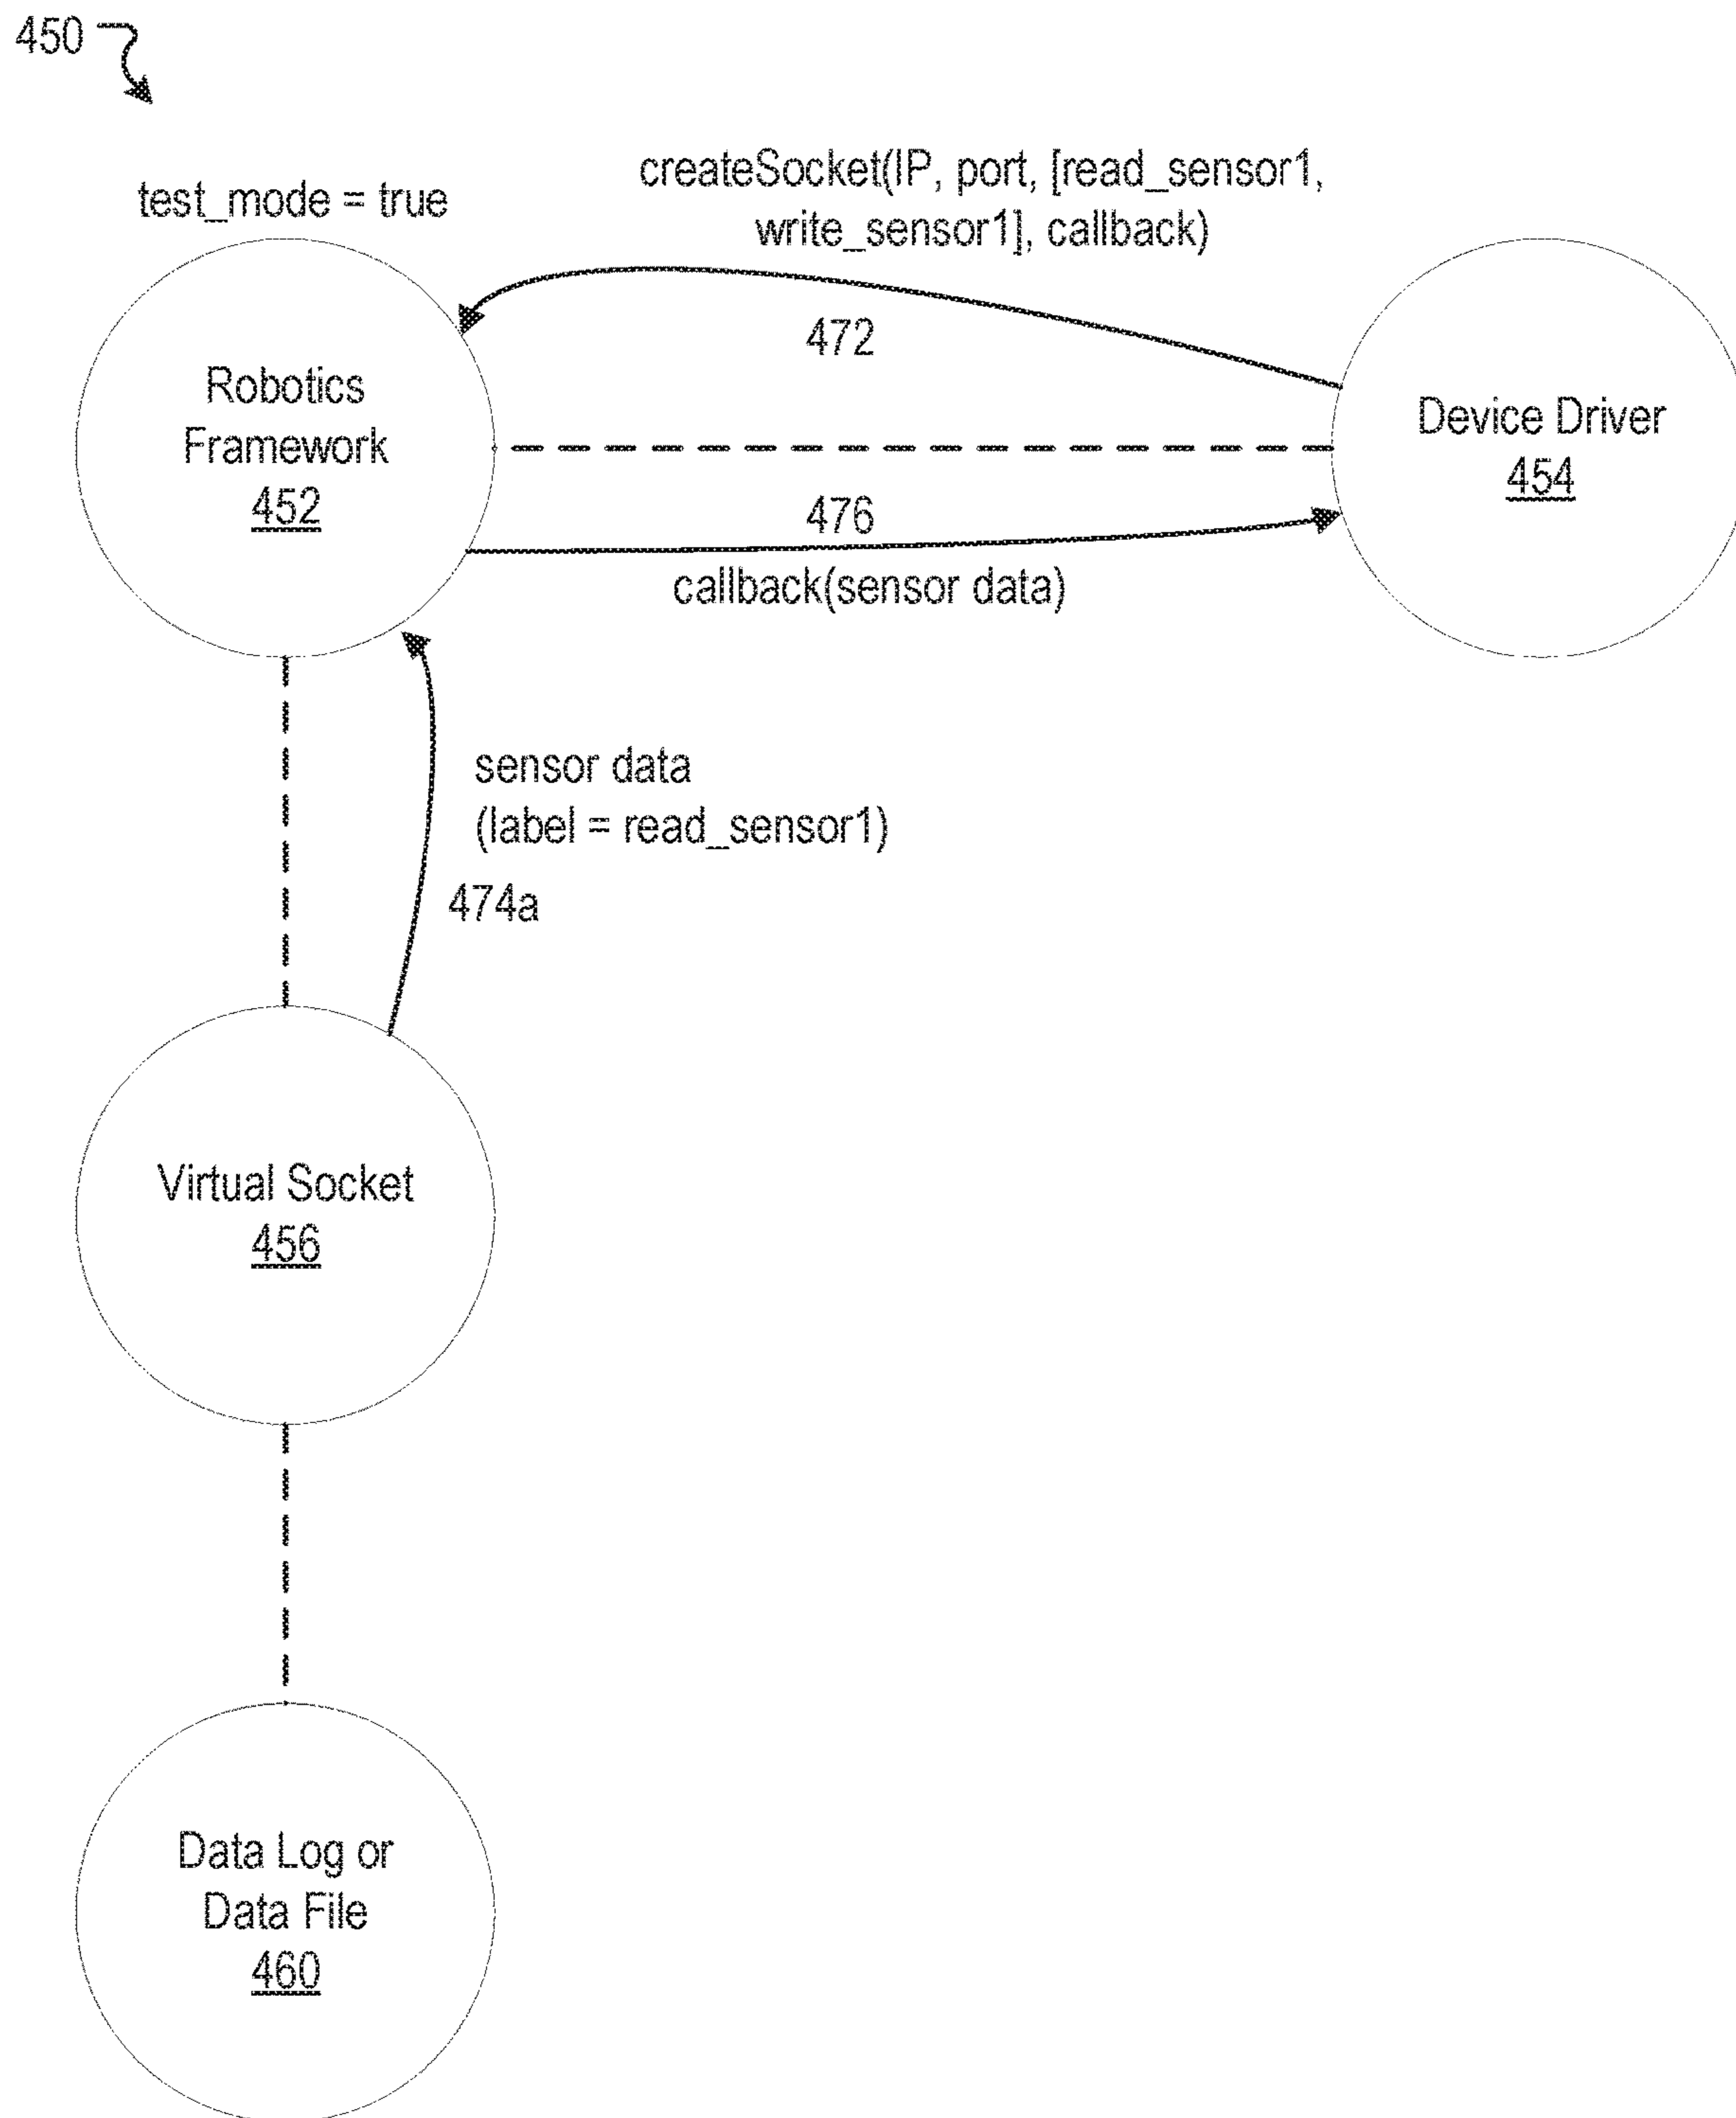 450
createSocket(IP, port, [read_sensor1,
test_mode = true
write_sensor1], callback)
472
Robotics
Framework
452
Device Driver
454
476
callback(sensor data)
sensor data
(label = read_sensor1)
474a
Virtual Socket
456
Data Log or
Data File
460